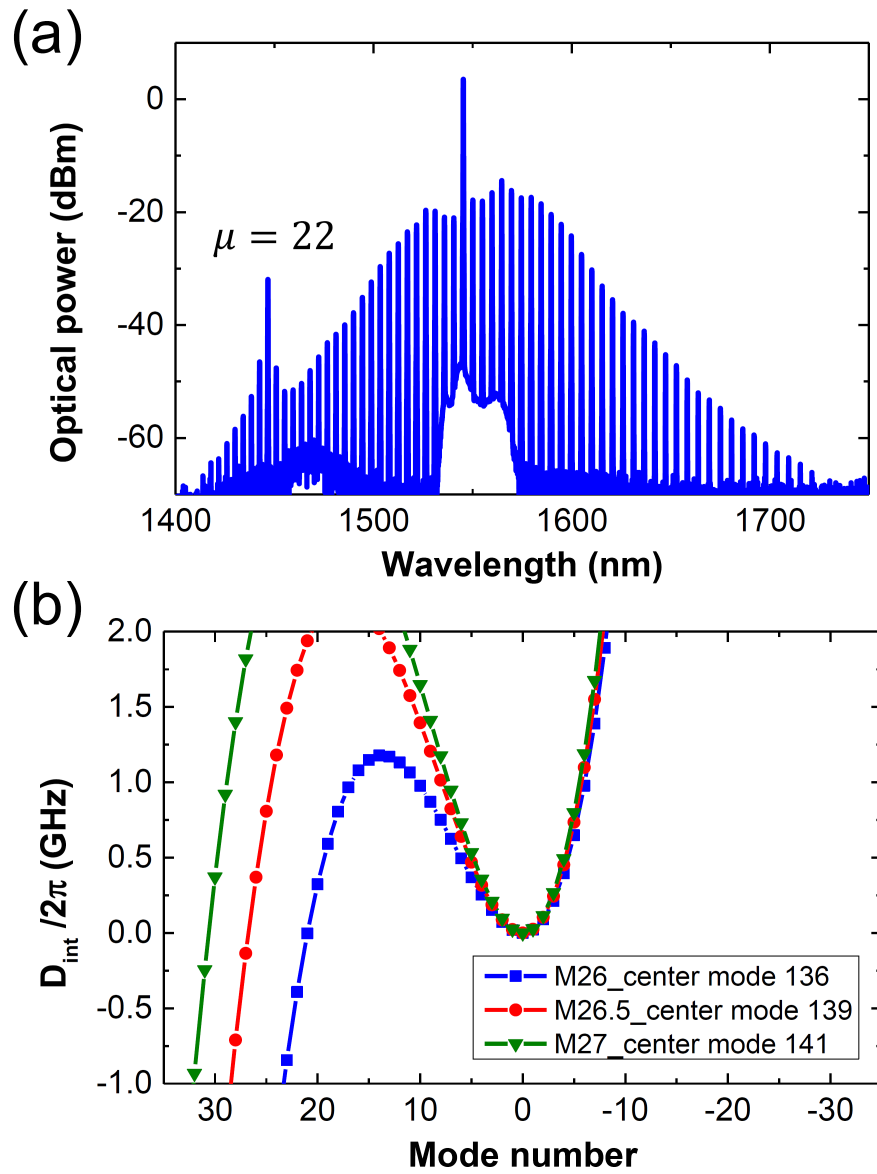 (a)
0
-20
-40
-60
Optical power (dBm)
μ = 22
1400 1500 1600 1700
Wavelength (nm)
(b)
2.0
1.5
1.0
0.5
0.0
-0.5
-1.0
D_int /2π (GHz)
M26_center mode 136
M26.5_center mode 139
M27_center mode 141
30 20 10 0 -10 -20 -30
Mode number